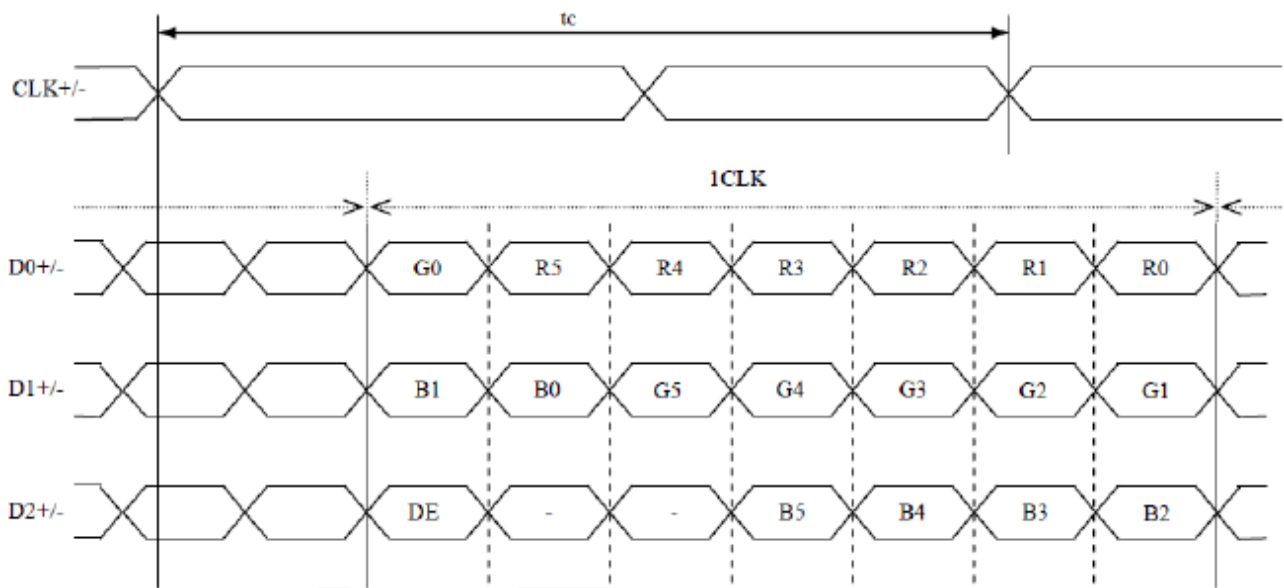 tc
CLK+/-
1CLK
D0+/- G0 R5 R4 R3 R2 R1 R0
D1+/- B1 B0 G5 G4 G3 G2 G1
D2+/- DE - - B5 B4 B3 B2